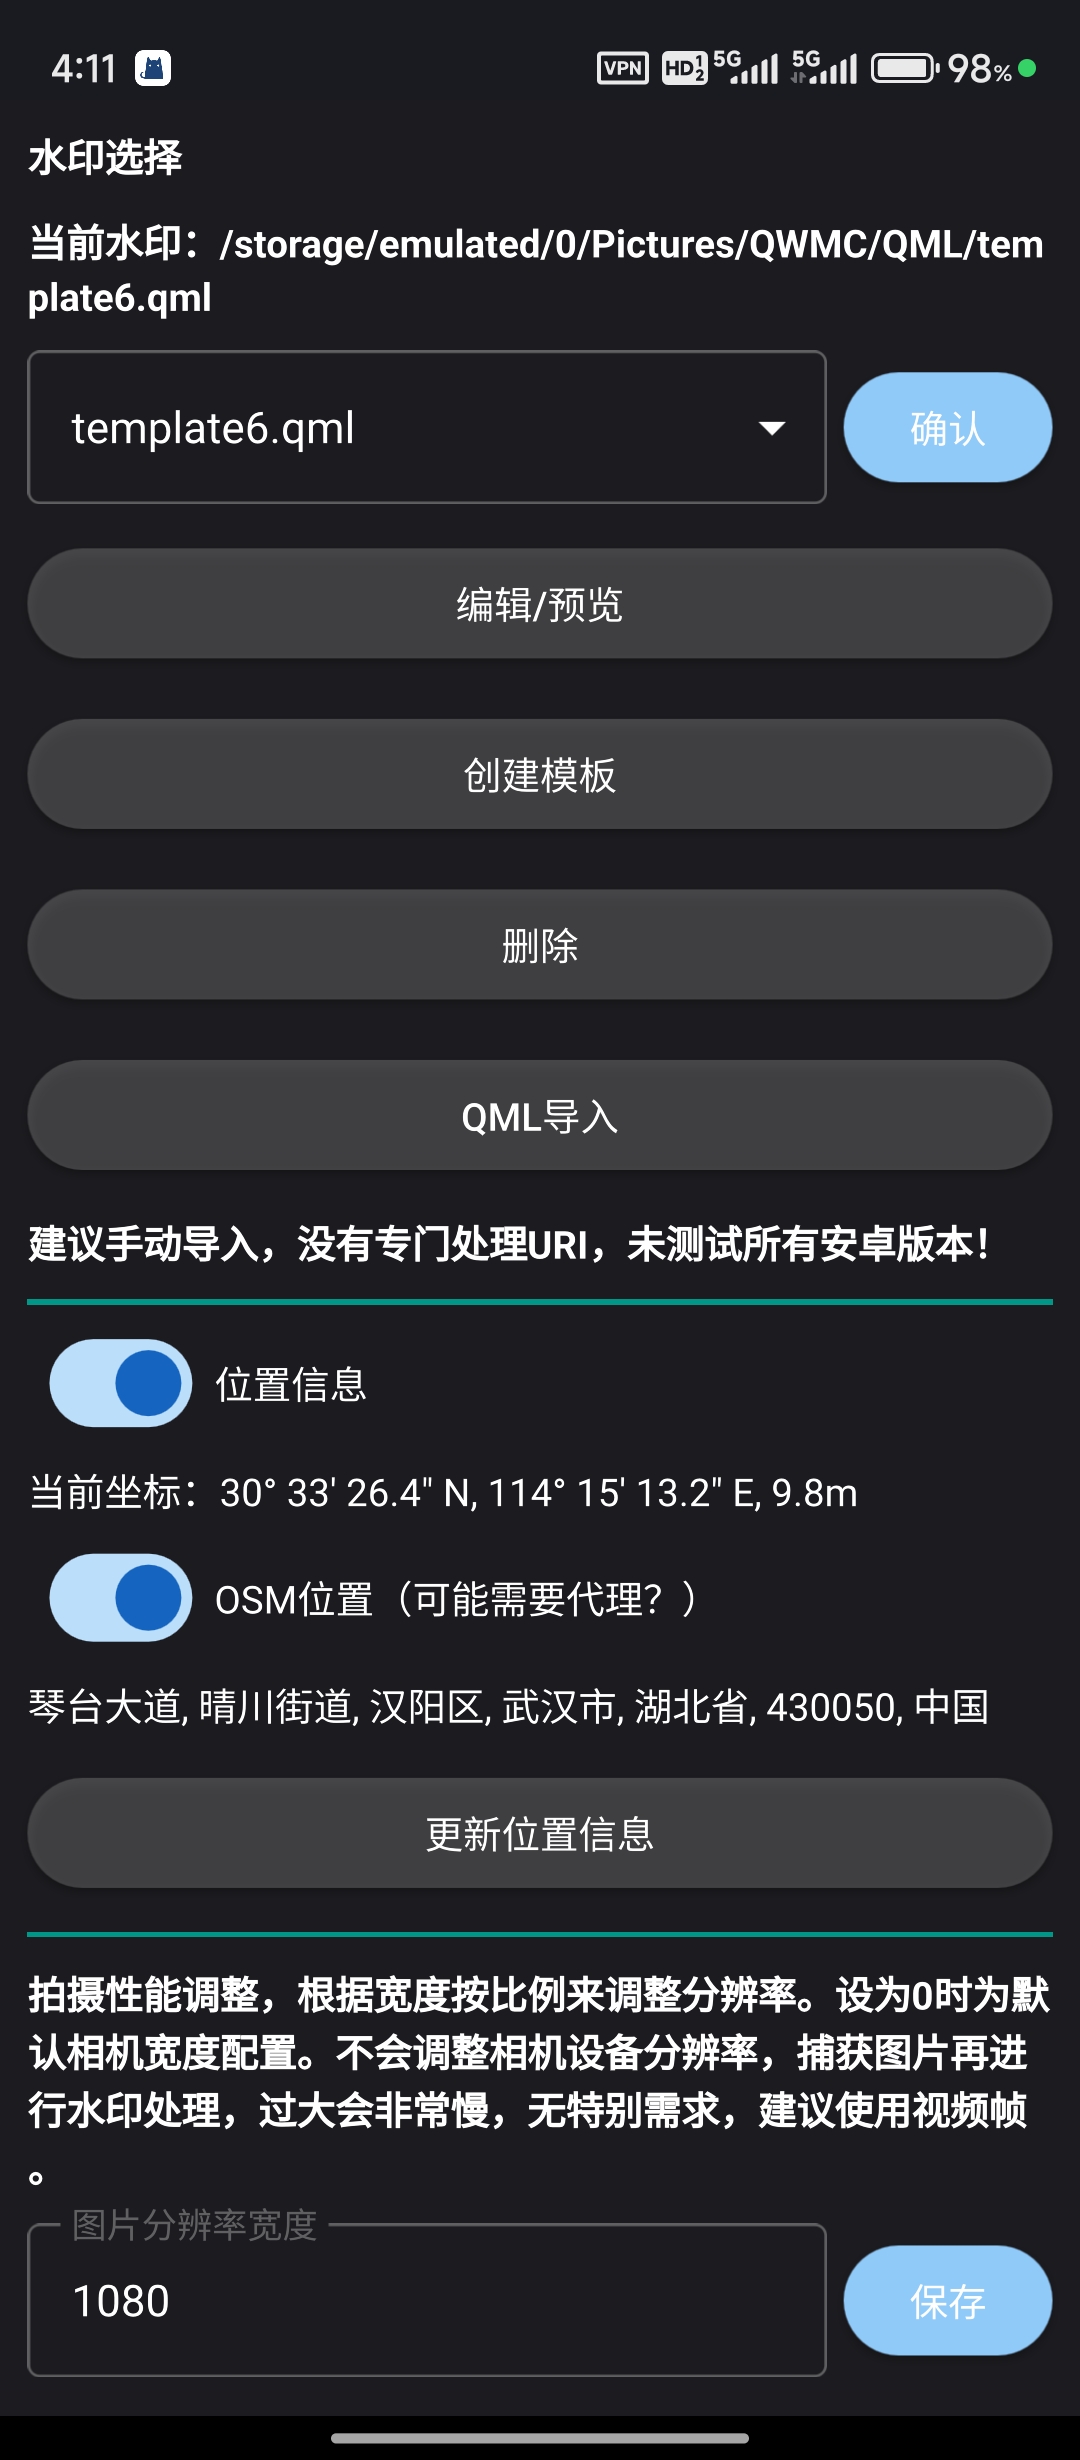 4:11 VPN HD 1 2 5G 5G 98%
水印选择
当前水印：/storage/emulated/0/Pictures/QWMC/QML/tem
plate6.qml
template6.qml
确认
编辑/预览
创建模板
删除
QML导入
建议手动导入，没有专门处理URI，未测试所有安卓版本！
位置信息
当前坐标：30° 33' 26.4" N, 114° 15' 13.2" E, 9.8m
OSM位置（可能需要代理？）
琴台大道, 晴川街道, 汉阳区, 武汉市, 湖北省, 430050, 中国
更新位置信息
拍摄性能调整，根据宽度按比例来调整分辨率。设为0时为默
认相机宽度配置。不会调整相机设备分辨率，捕获图片再进
行水印处理，过大会非常慢，无特别需求，建议使用视频帧
。
图片分辨率宽度
1080
保存